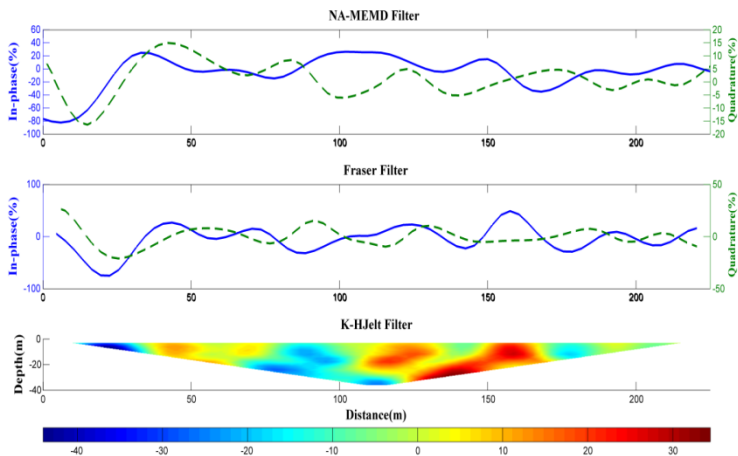 NA-MEMD Filter
In-phase(%)
60
40
20
0
-20
-40
-60
-80
-100
Quadrature(%)
20
15
10
5
0
-5
-10
-15
-20
0 50 100 150 200
Fraser Filter
In-phase(%)
100
0
-100
Quadrature(%)
50
0
-50
0 50 100 150 200
K-HJelt Filter
Depth(m)
0
-20
-40
0 50 100 150 200
Distance(m)
-40 -30 -20 -10 0 10 20 30